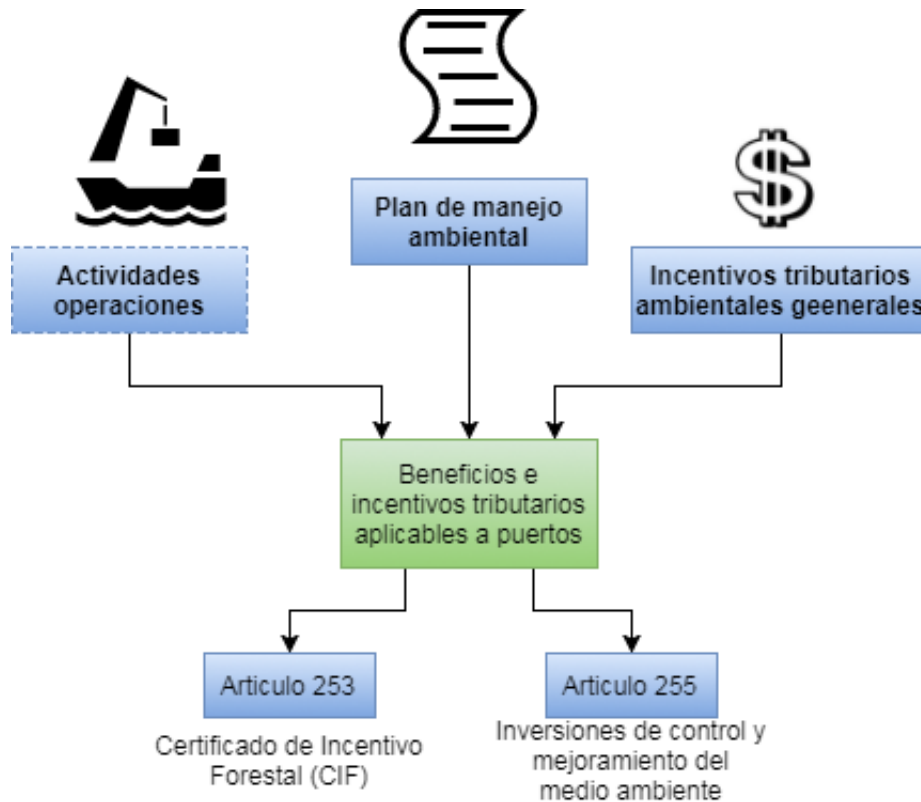 Plan de manejo
ambiental
Actividades
operaciones
Incentivos tributarios
ambientales geenerales
Beneficios e
incentivos tributarios
aplicables a puertos
Articulo 253
Certificado de Incentivo
Forestal (CIF)
Articulo 255
Inversiones de control y
mejoramiento del
medio ambiente